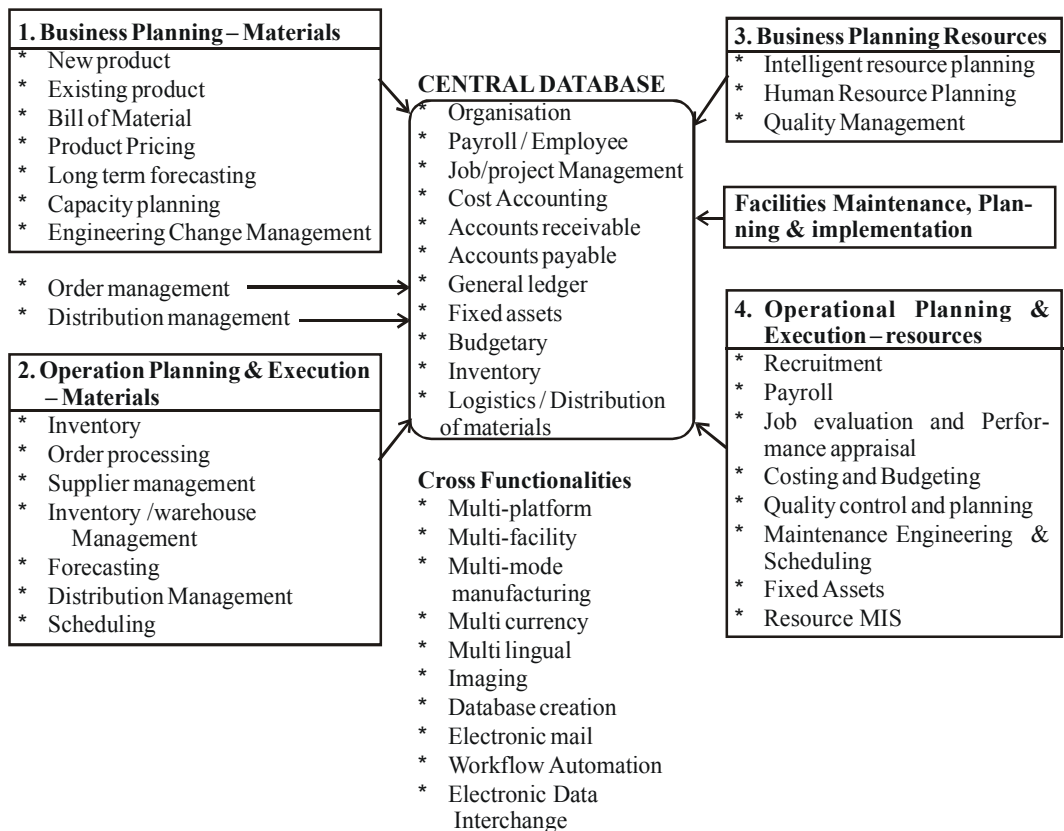 1. Business Planning – Materials
* New product
* Existing product
* Bill of Material
* Product Pricing
* Long term forecasting
* Capacity planning
* Engineering Change Management
* Order management
* Distribution management
2. Operation Planning & Execution
– Materials
* Inventory
* Order processing
* Supplier management
* Inventory /warehouse
Management
* Forecasting
* Distribution Management
* Scheduling
CENTRAL DATABASE
* Organisation
* Payroll / Employee
* Job/project Management
* Cost Accounting
* Accounts receivable
* Accounts payable
* General ledger
* Fixed assets
* Budgetary
* Inventory
* Logistics / Distribution
of materials
Cross Functionalities
* Multi-platform
* Multi-facility
* Multi-mode
manufacturing
* Multi currency
* Multi lingual
* Imaging
* Database creation
* Electronic mail
* Workflow Automation
* Electronic Data
Interchange
3. Business Planning Resources
* Intelligent resource planning
* Human Resource Planning
* Quality Management
Facilities Maintenance, Plan-
ning & implementation
4. Operational Planning &
Execution – resources
* Recruitment
* Payroll
* Job evaluation and Perfor-
mance appraisal
* Costing and Budgeting
* Quality control and planning
* Maintenance Engineering &
Scheduling
* Fixed Assets
* Resource MIS